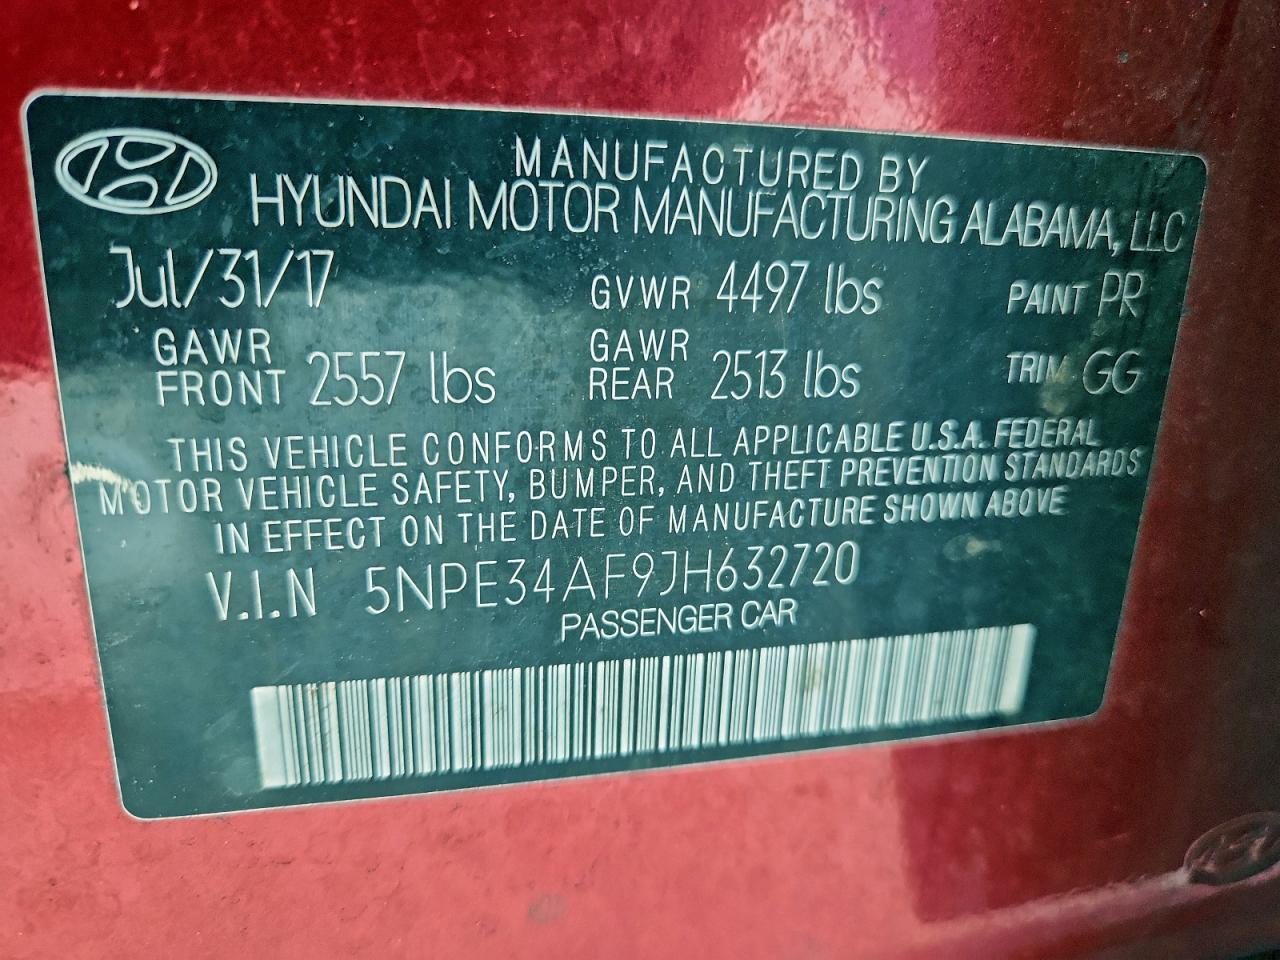 MANUFACTURED BY
HYUNDAI MOTOR MANUFACTURING ALABAMA, LLC
Jul/31/17 GVWR 4497 lbs PAINT PR
GAWR FRONT 2557 lbs GAWR REAR 2513 lbs TRIM GG
THIS VEHICLE CONFORMS TO ALL APPLICABLE U.S.A. FEDERAL
MOTOR VEHICLE SAFETY, BUMPER, AND THEFT PREVENTION STANDARDS
IN EFFECT ON THE DATE OF MANUFACTURE SHOWN ABOVE
V.I.N 5NPE34AF9JH632720
PASSENGER CAR